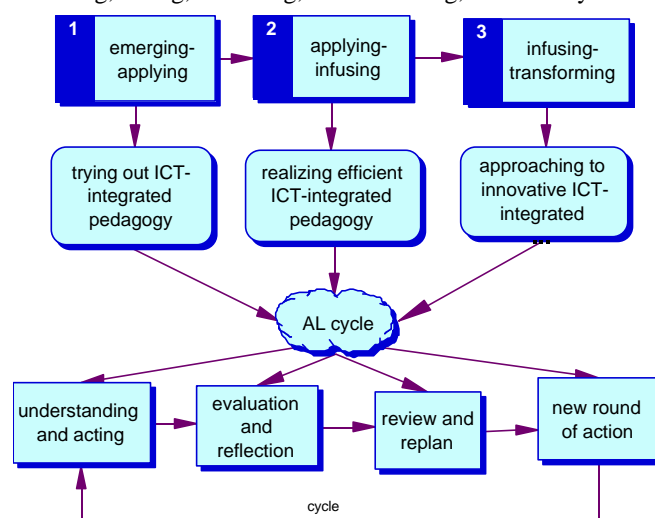 1
emerging-
applying
2
applying-
infusing
3
infusing-
transforming
trying out ICT-
integrated
pedagogy
realizing efficient
ICT-integrated
pedagogy
approaching to
innovative ICT-
integrated
...
AL cycle
understanding
and acting
evaluation
and
reflection
review and
replan
new round
of action
cycle